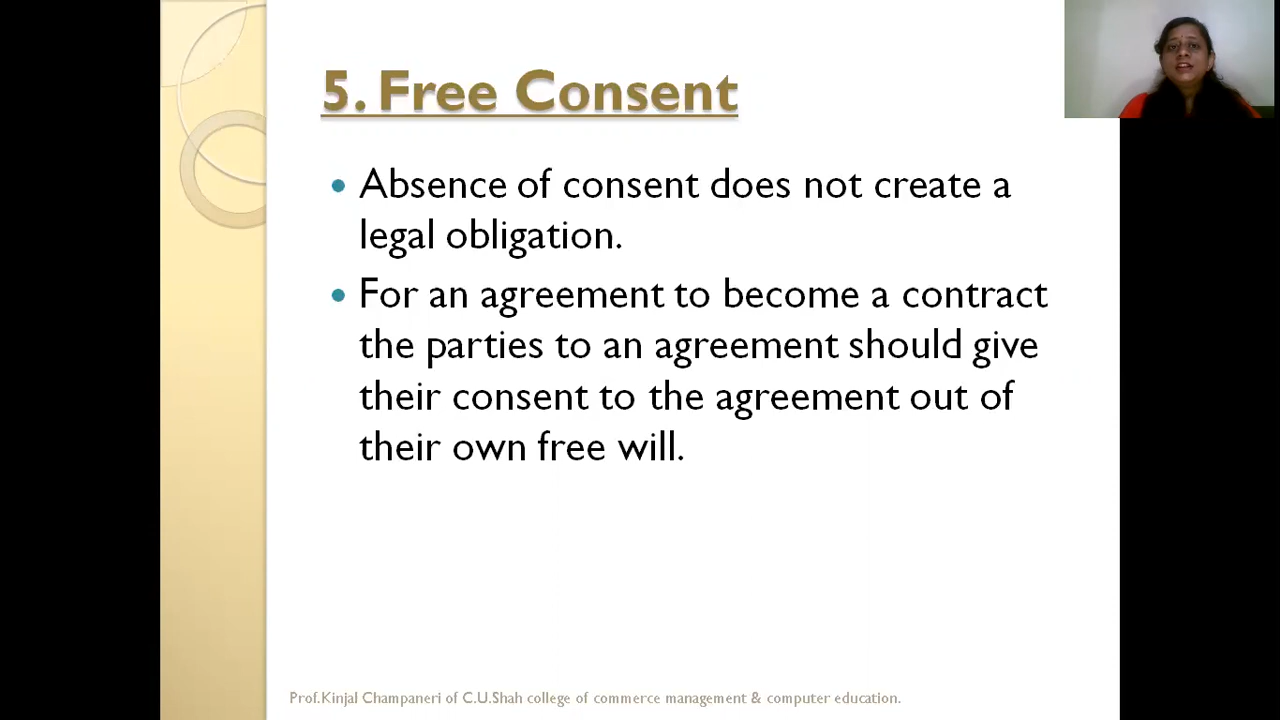 5. Free Consent
Absence of consent does not create a
legal obligation.
For an agreement to become a contract
the parties to an agreement should give
their consent to the agreement out of
their own free will.
Prof.Kinjal Champaneri of C.U.Shah college of commerce management & computer education.